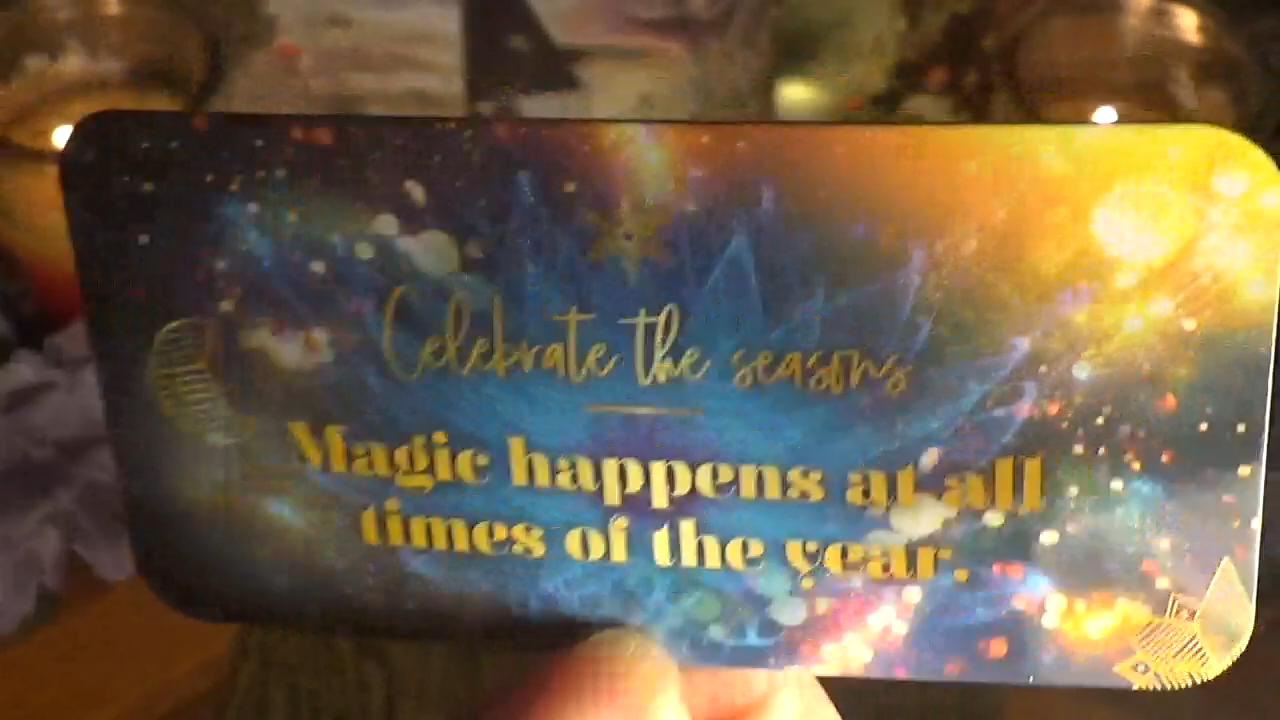 Celebrate the seasons
Magic happens at all
times of the year.